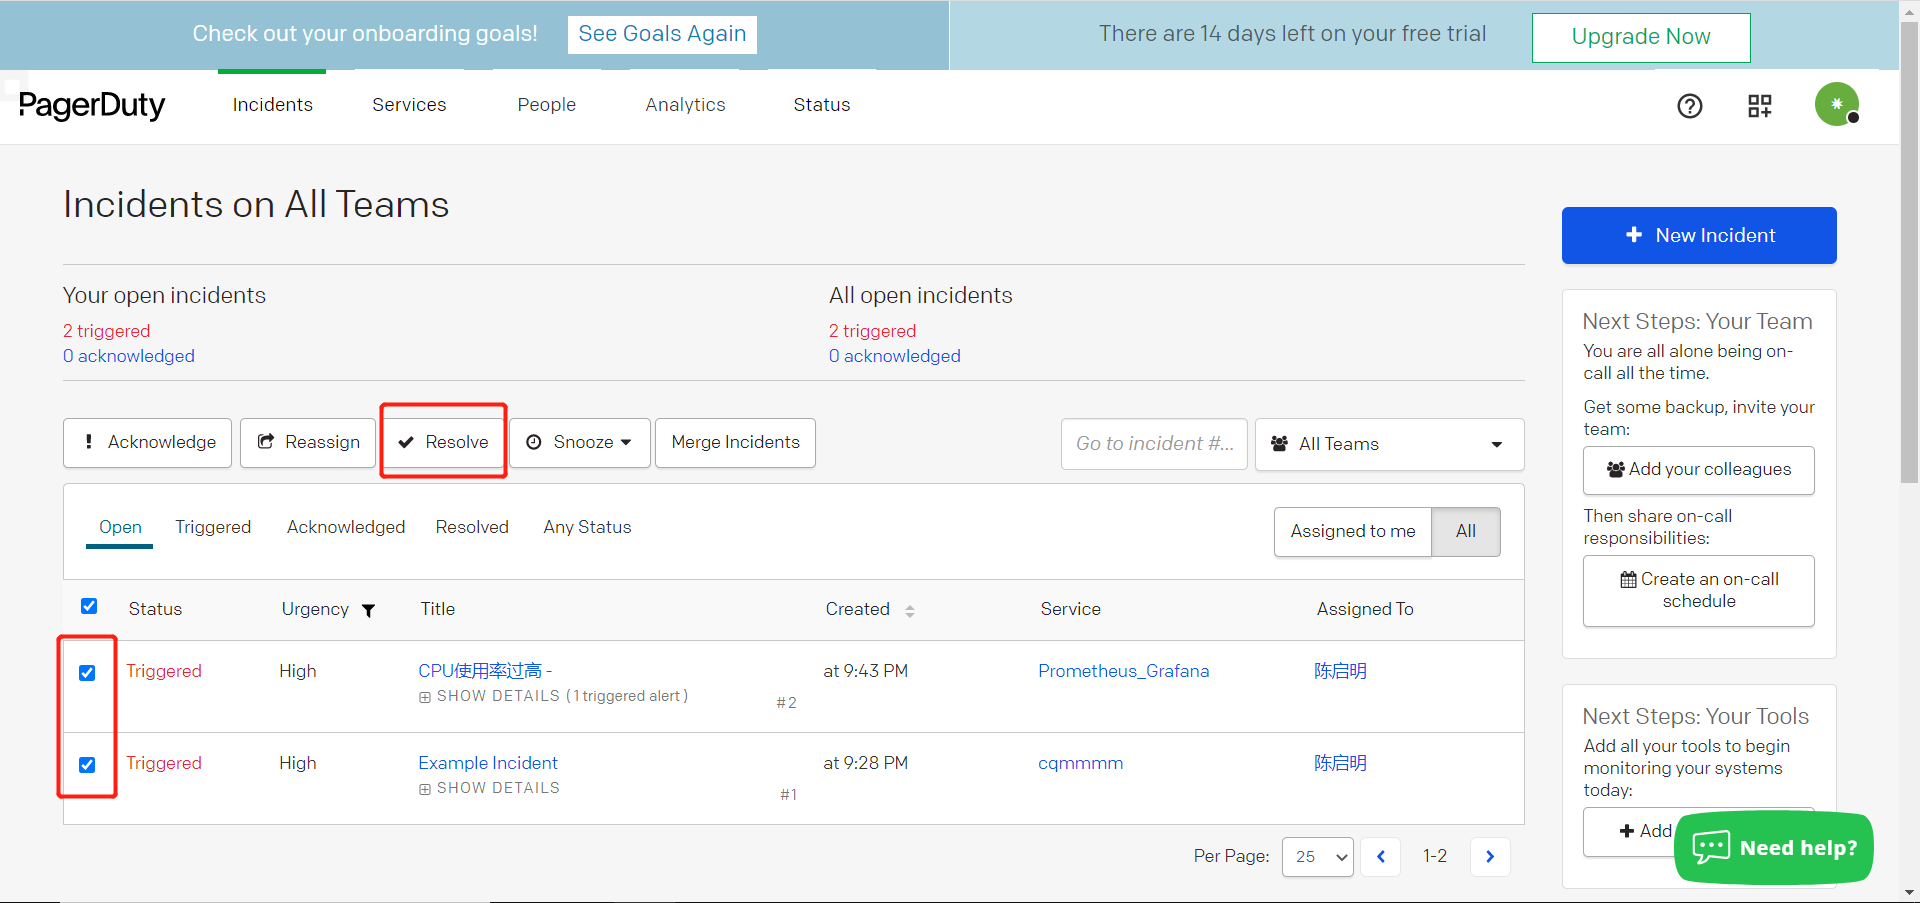 Check out your onboarding goals! See Goals Again There are 14 days left on your free trial Upgrade Now
PagerDuty Incidents Services People Analytics Status
Incidents on All Teams
New Incident
Your open incidents
2 triggered
0 acknowledged
All open incidents
2 triggered
0 acknowledged
Acknowledge Reassign Resolve Snooze Merge Incidents Go to incident #... All Teams
Open Triggered Acknowledged Resolved Any Status Assigned to me All
Status Urgency Title Created Service Assigned To
Triggered High CPU使用率过高 - at 9:43 PM Prometheus_Grafana 陈启明
SHOW DETAILS (1 triggered alert) #2
Triggered High Example Incident at 9:28 PM cqmmmm 陈启明
SHOW DETAILS #1
Per Page: 25 1-2
Next Steps: Your Team
You are all alone being on-
call all the time.
Get some backup, invite your
team:
Add your colleagues
Then share on-call
responsibilities:
Create an on-call
schedule
Next Steps: Your Tools
Add all your tools to begin
monitoring your systems
today:
Add
Need help?